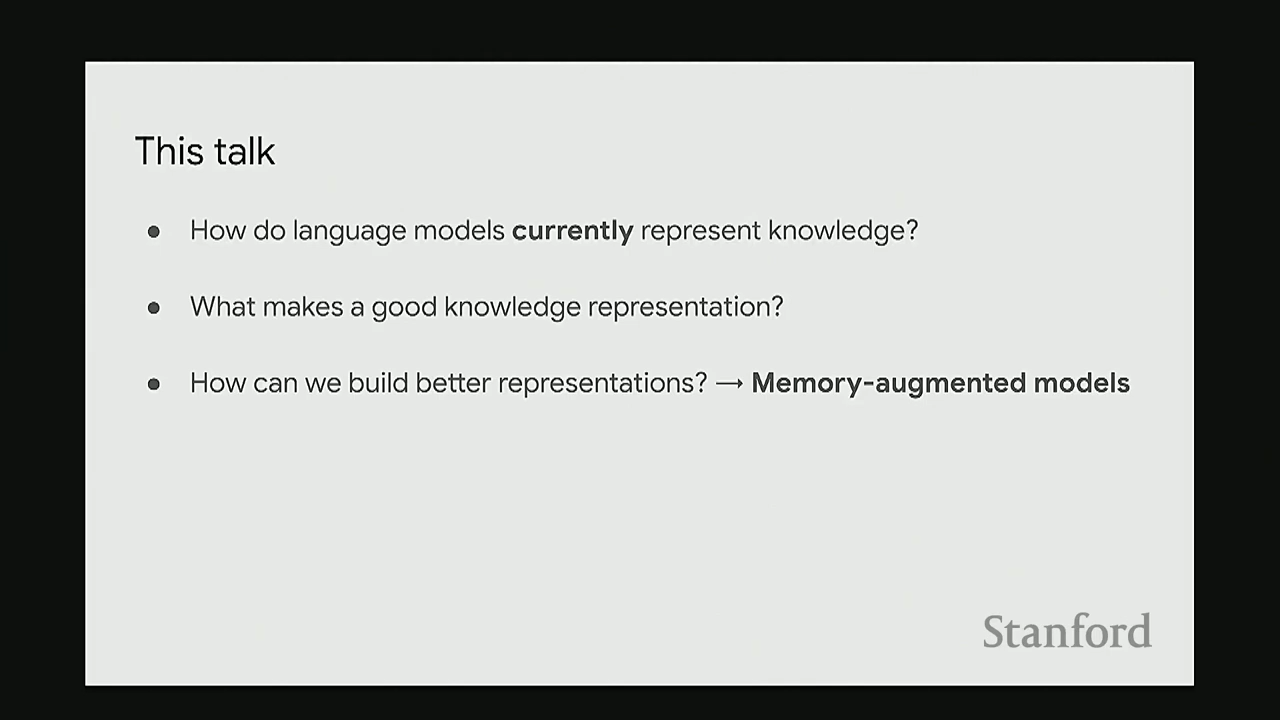 This talk
● How do language models currently represent knowledge?
● What makes a good knowledge representation?
● How can we build better representations? → Memory-augmented models
Stanford